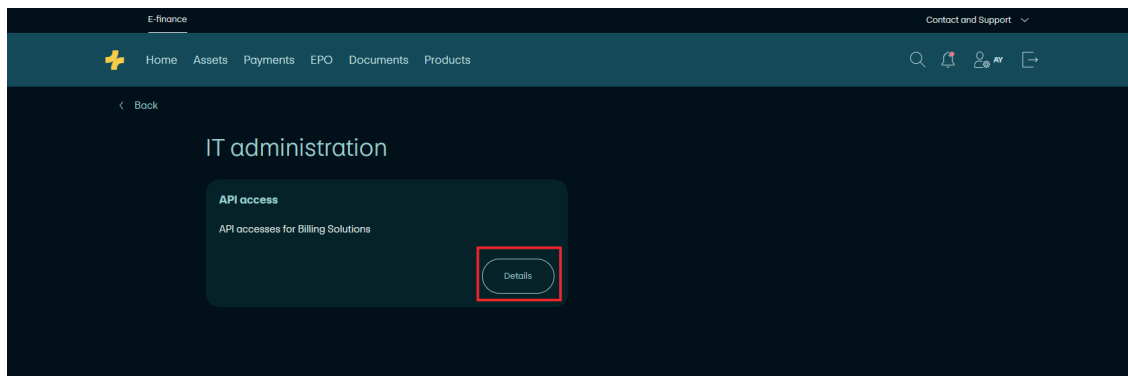 E-finance
Contact and Support
Home Assets Payments EPO Documents Products
AY
Back
IT administration
API access
API accesses for Billing Solutions
Details